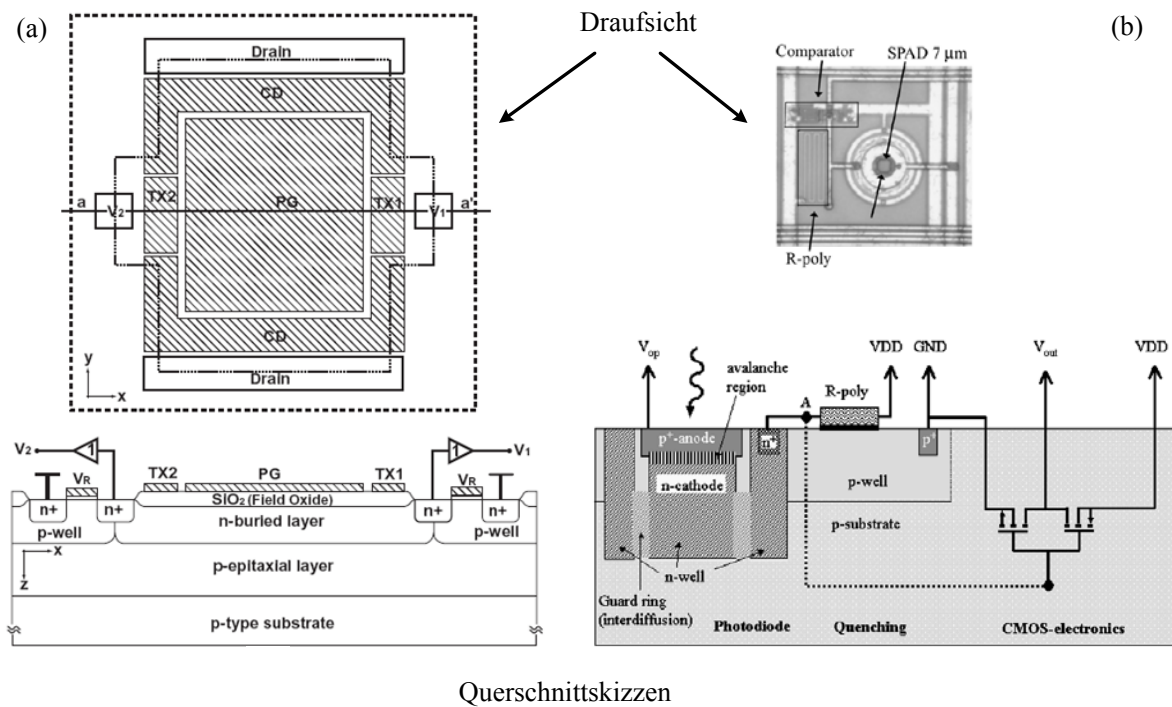 (a)
Draufsicht
(b)
Drain
CD
TX2
PG
TX1
a
V2
V1
a'
CD
Drain
y
x
Comparator
SPAD 7 µm
R-poly
V2
1
1
V1
VR
TX2
PG
TX1
VR
SiO2 (Field Oxide)
n+
n+
n-buried layer
n+
n+
p-well
p-well
x
z
p-epitaxial layer
p-type substrate
Vop
avalanche
region
VDD
GND
Vout
VDD
R-poly
A
p+-anode
n+
p+
n-cathode
p-well
p-substrate
n-well
Guard ring
(interdiffusion)
Photodiode
Quenching
CMOS-electronics
Querschnittskizzen